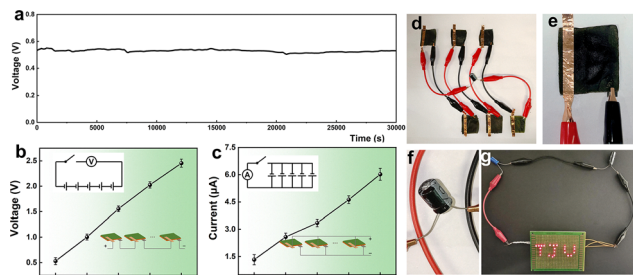 a
0.8
0.6
0.4
0.2
0.0
Voltage (V)
0
5000
10000
15000
20000
25000
30000
Time (s)
b
2.5
2.0
1.5
1.0
0.5
Voltage (V)
V
+
−
c
7.5
6.0
4.5
3.0
1.5
Current (μA)
A
+
−
d
e
f
g
TJU